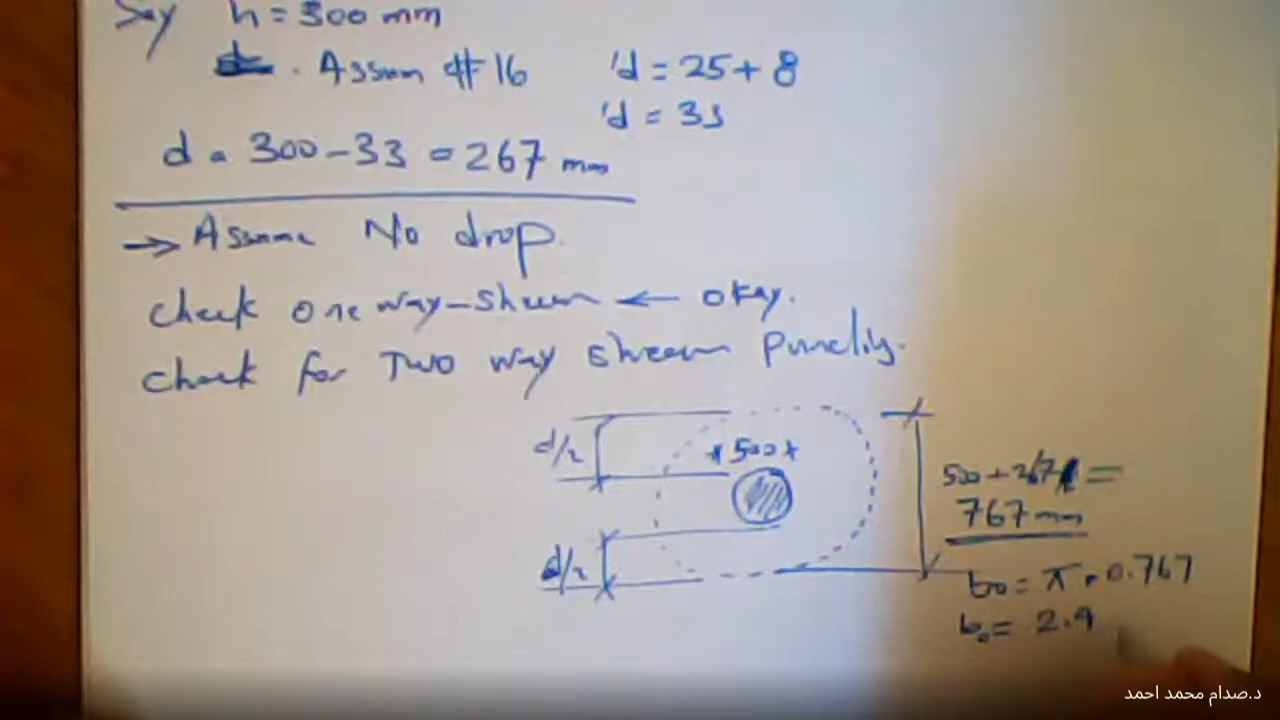 Say h = 300 mm
. Assum # 16 'd = 25 + 8
'd = 33
d = 300 - 33 = 267 mm
→ Assume No drop.
check one way-shear ← okay.
check for Two way shear
d/2
500
500 + 267 =
767 mm
d/2
bo = π * 0.767
bo = 2.4
د.صدام محمد احمد